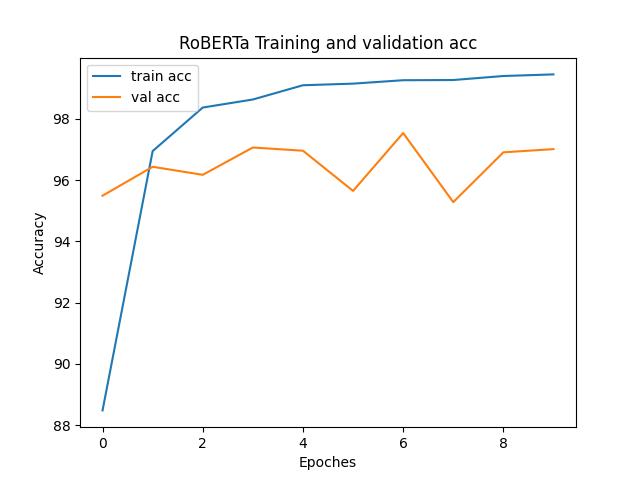 RoBERTa Training and validation acc
train acc
val acc
98
96
94
92
90
88
Accuracy
0 2 4 6 8
Epoches